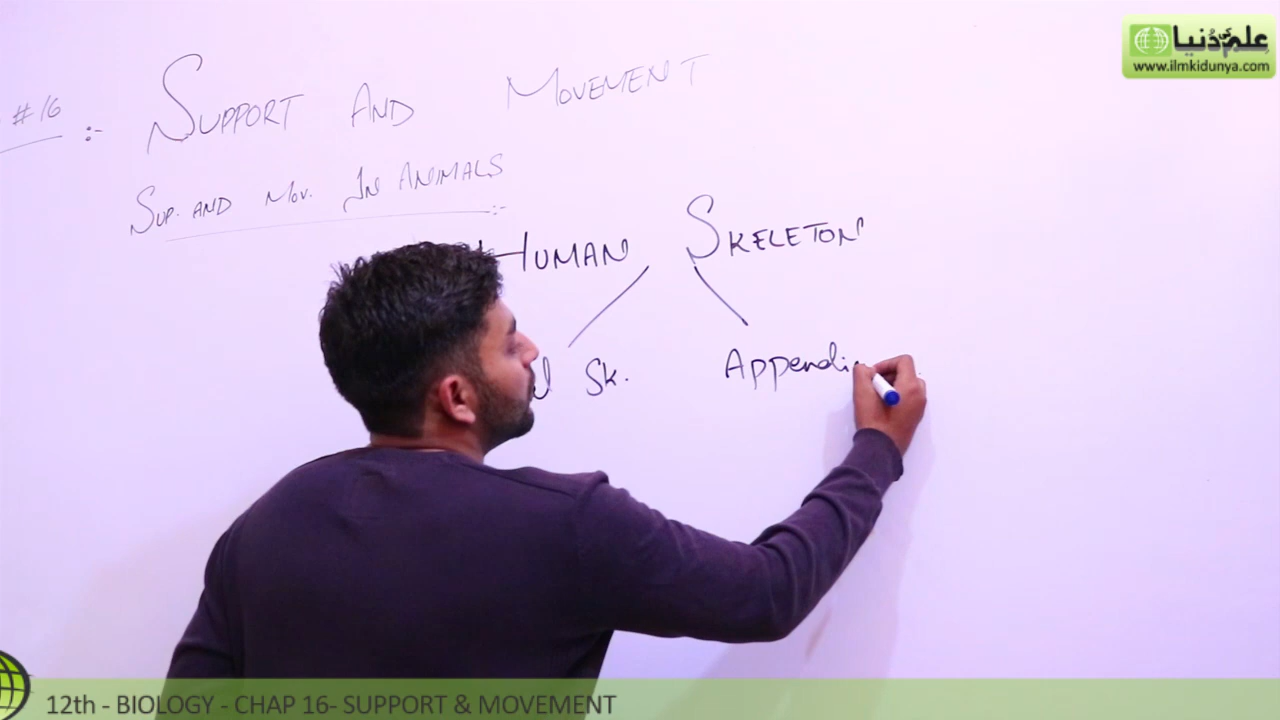 علم کی دُنیا
www.ilmkidunya.com
#16 :- SUPPORT AND MOVEMENT
SUP. AND MOV. IN ANIMALS :-
HUMAN SKELETON
Sk. Appendi
12th - BIOLOGY - CHAP 16- SUPPORT & MOVEMENT